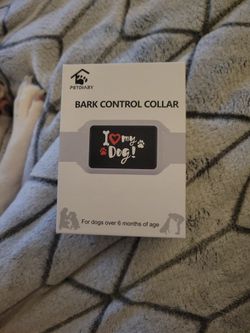 PETDIARY
BARK CONTROL COLLAR
I my
Dog!
For dogs over 6 months of age